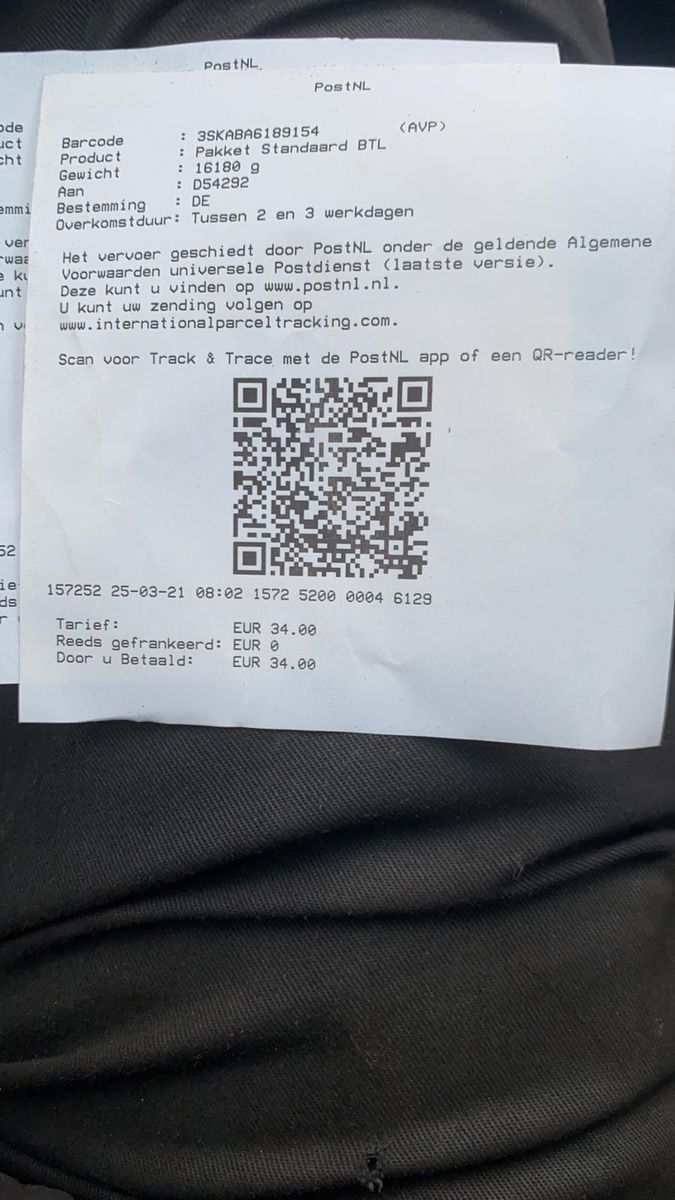 PostNL
PostNL
Barcode : 3SKABA6189154 (AVP)
Product : Pakket Standaard BTL
Gewicht : 16180 g
Aan : D54292
Bestemming : DE
Overkomstduur: Tussen 2 en 3 werkdagen
Het vervoer geschiedt door PostNL onder de geldende Algemene
Voorwaarden universele Postdienst (laatste versie).
Deze kunt u vinden op www.postnl.nl.
U kunt uw zending volgen op
www.internationalparceltracking.com.
Scan voor Track & Trace met de PostNL app of een QR-reader!
157252 25-03-21 08:02 1572 5200 0004 6129
Tarief: EUR 34.00
Reeds gefrankeerd: EUR 0
Door u Betaald: EUR 34.00